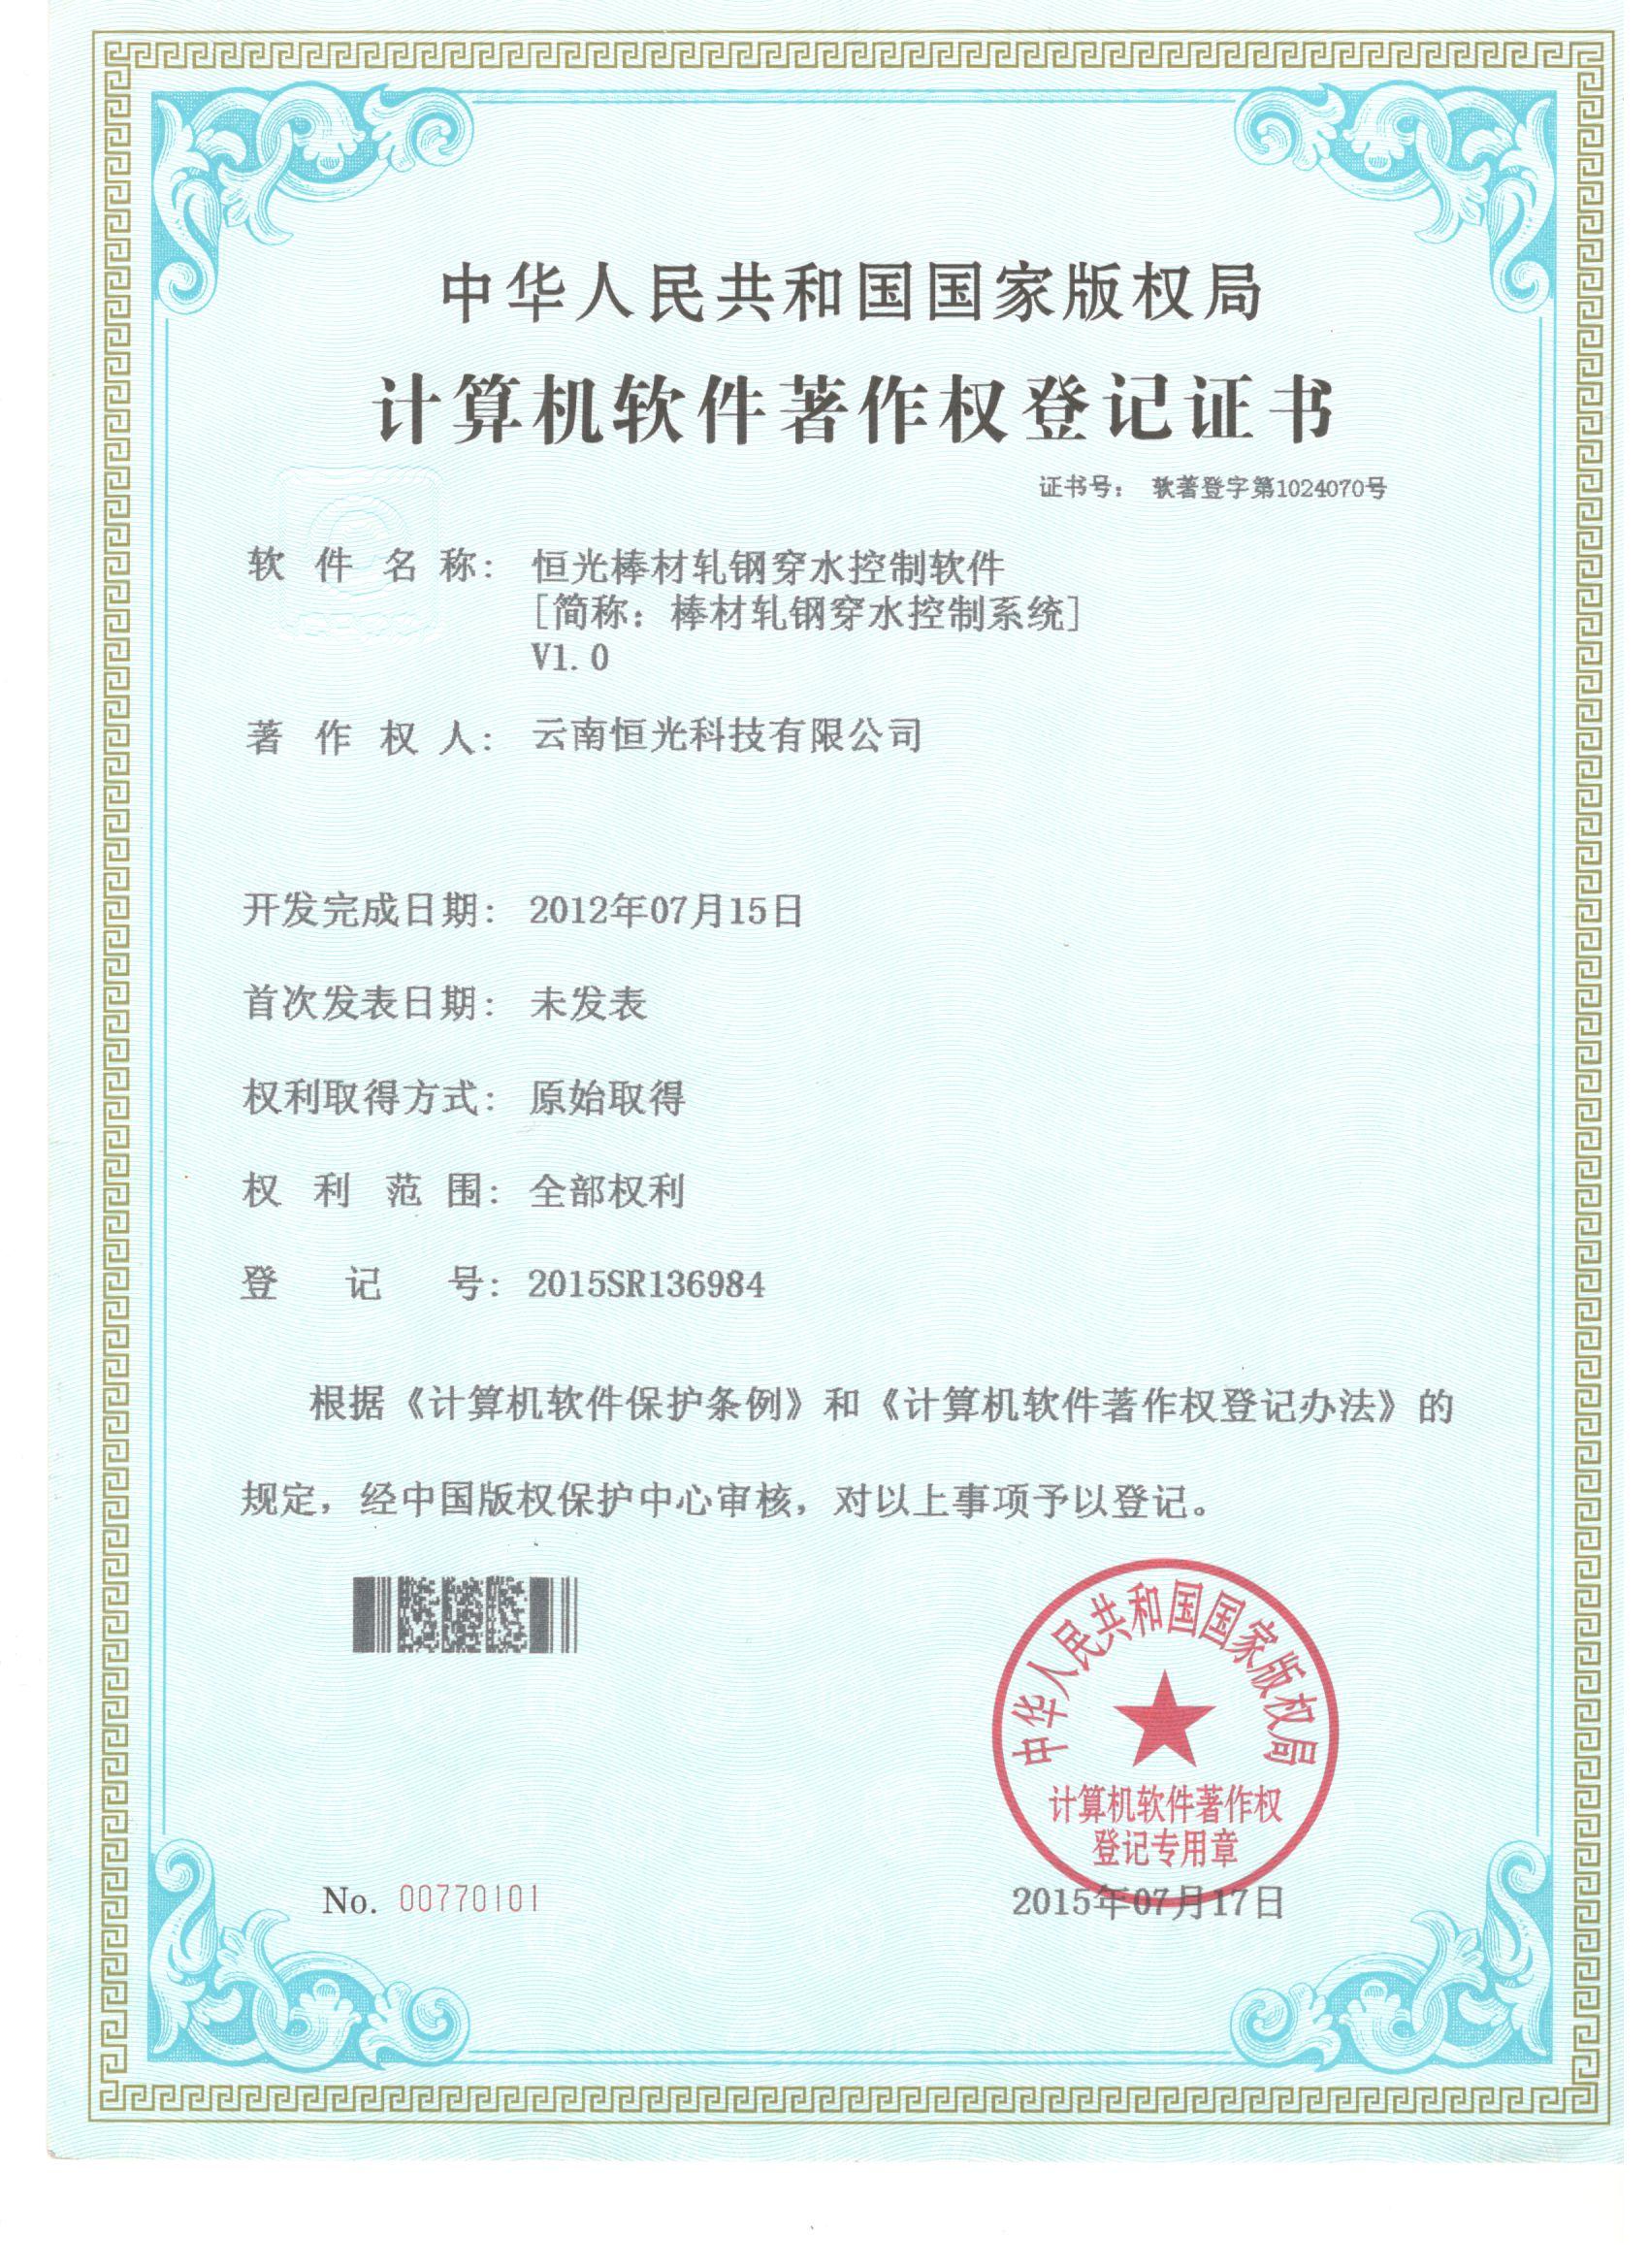 中华人民共和国国家版权局
计算机软件著作权登记证书
证书号： 软著登字第1024070号
软件名称： 恒光棒材轧钢穿水控制软件
[简称：棒材轧钢穿水控制系统]
V1.0
著作权人： 云南恒光科技有限公司
开发完成日期： 2012年07月15日
首次发表日期： 未发表
权利取得方式： 原始取得
权利范围： 全部权利
登记号： 2015SR136984
根据《计算机软件保护条例》和《计算机软件著作权登记办法》的
规定，经中国版权保护中心审核，对以上事项予以登记。
中华人民共和国国家版权局
计算机软件著作权
登记专用章
No. 00770101
2015年07月17日